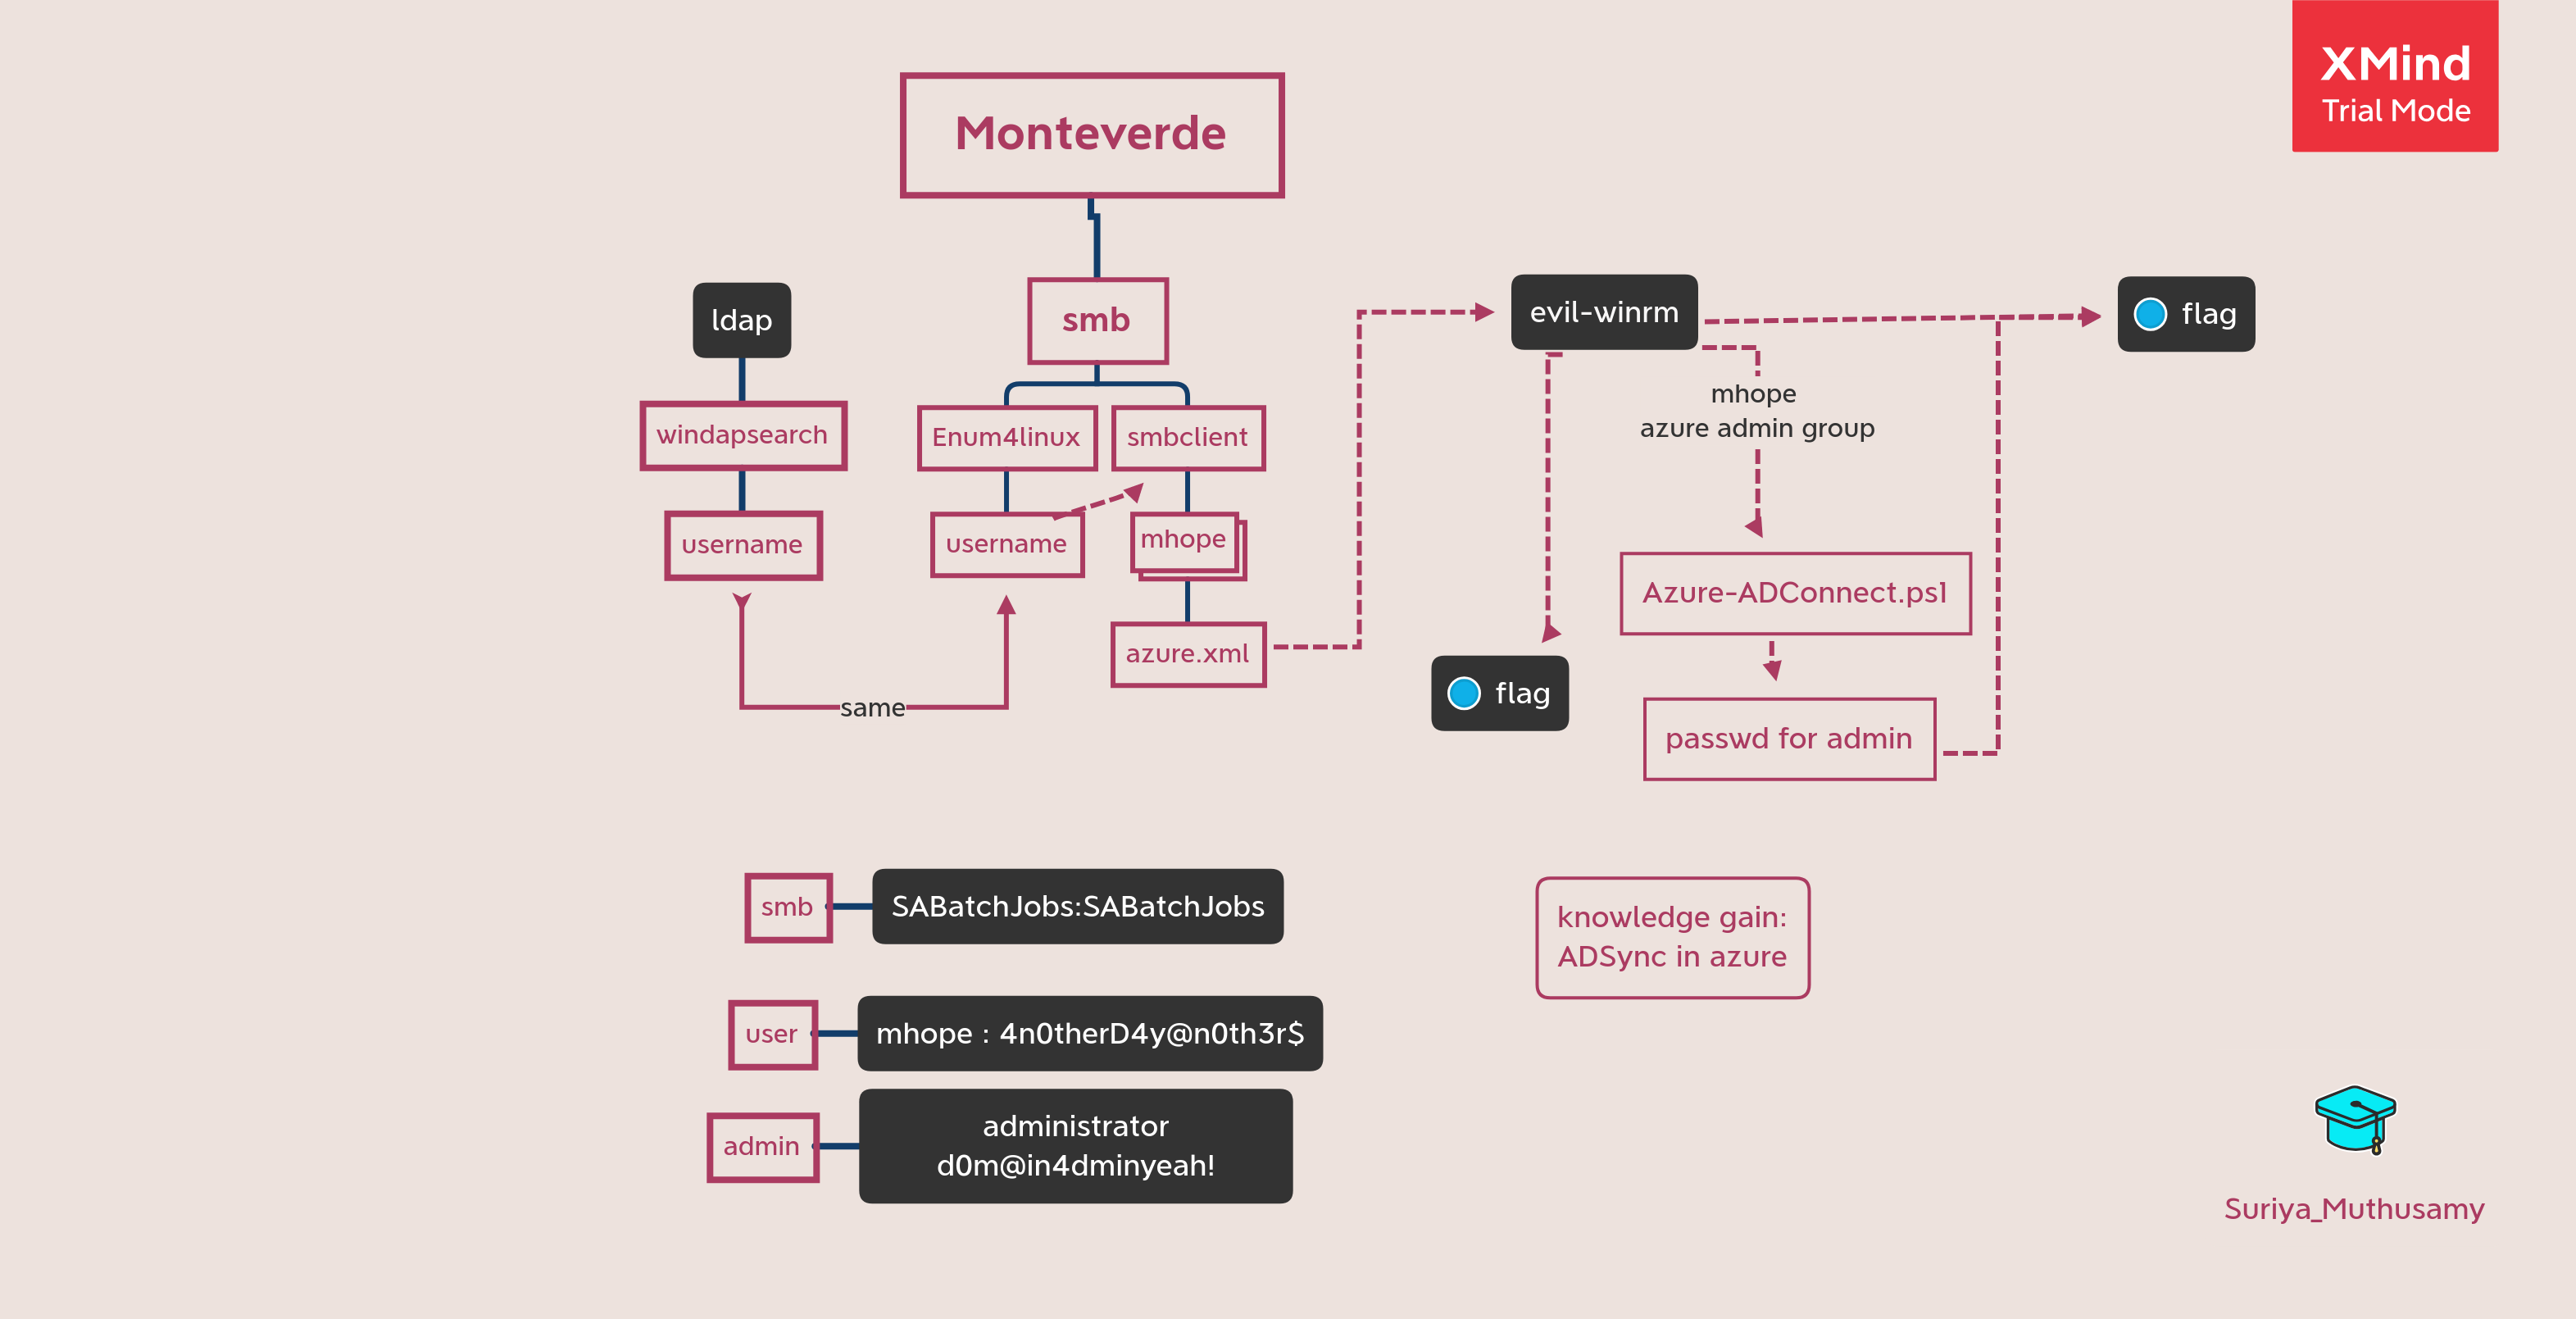 XMind
Trial Mode
Monteverde
ldap
smb
evil-winrm
flag
windapsearch
Enum4linux
smbclient
mhope
azure admin group
username
username
mhope
Azure-ADConnect.ps1
azure.xml
same
flag
passwd for admin
smb
SABatchJobs:SABatchJobs
knowledge gain:
ADSync in azure
user
mhope : 4n0therD4y@n0th3r$
admin
administrator
d0m@in4dminyeah!
Suriya_Muthusamy